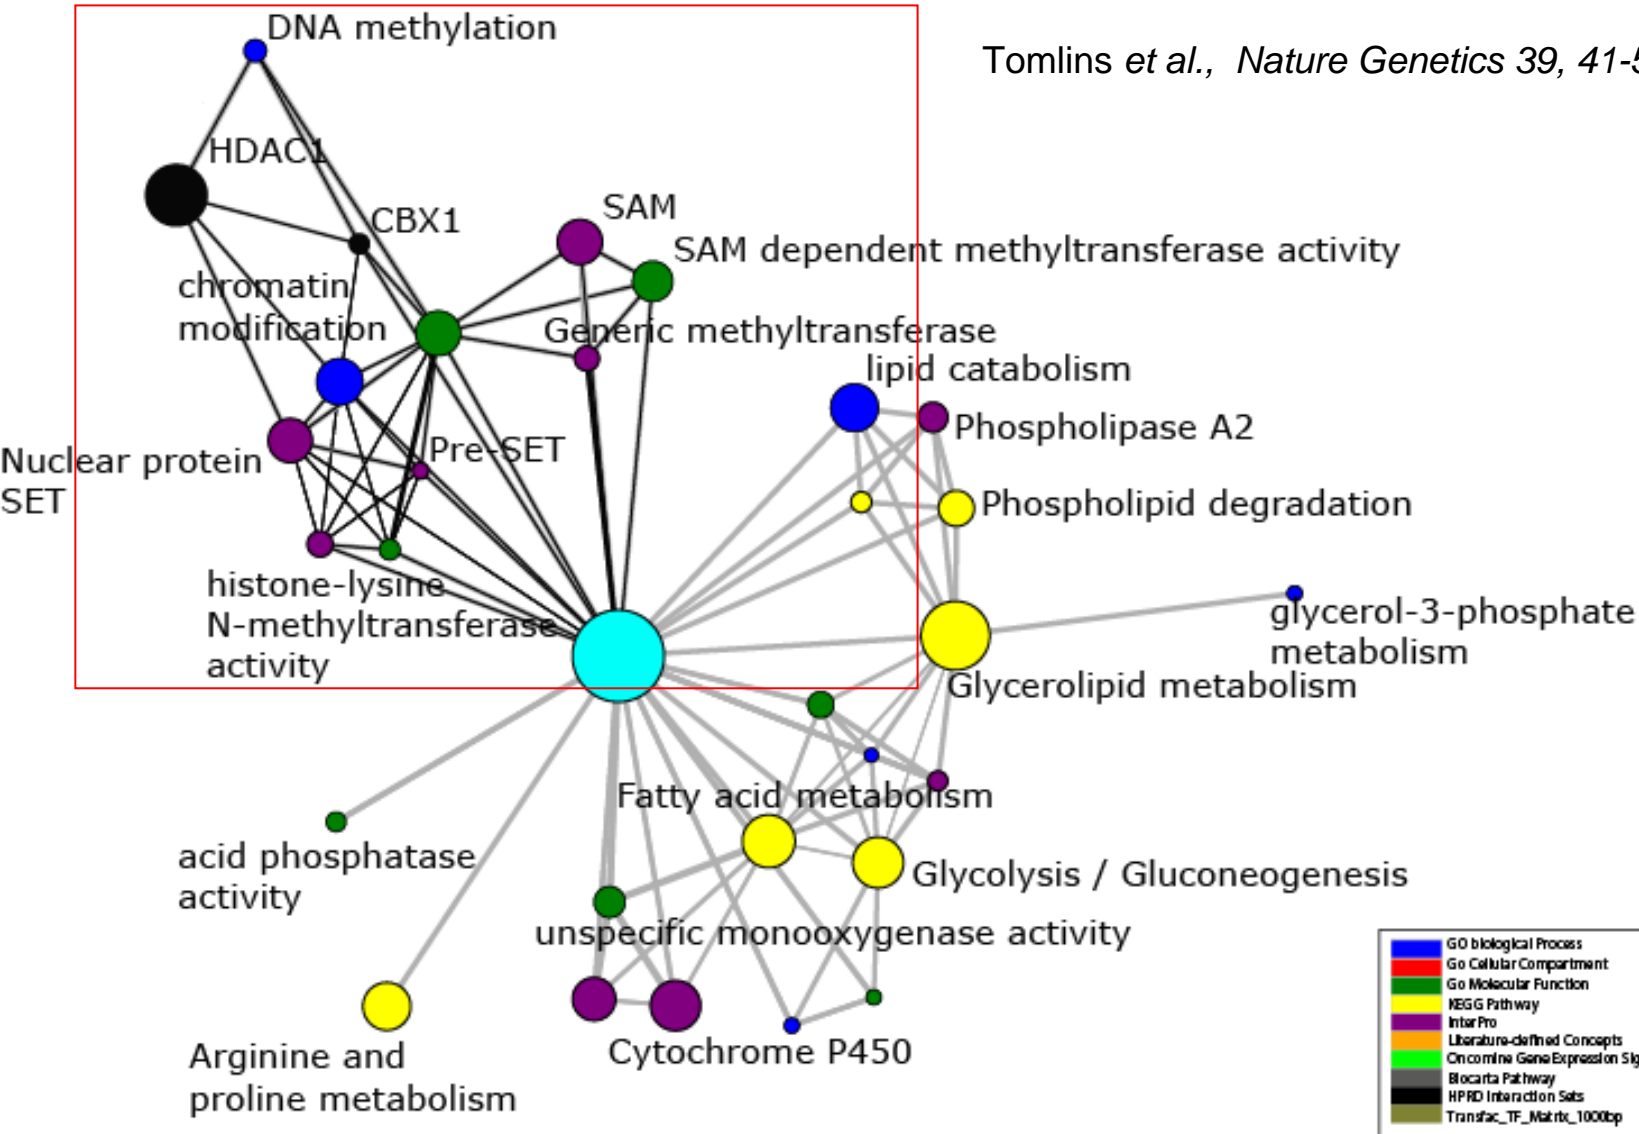 DNA methylation
Tomlins et al., Nature Genetics 39, 41-5
HDAC1
CBX1
SAM
SAM dependent methyltransferase activity
chromatin
modification
Generic methyltransferase
lipid catabolism
Phospholipase A2
Pre-SET
Nuclear protein
SET
Phospholipid degradation
histone-lysine
N-methyltransferase
activity
glycerol-3-phosphate
metabolism
Glycerolipid metabolism
Fatty acid metabolism
acid phosphatase
activity
Glycolysis / Gluconeogenesis
unspecific monooxygenase activity
Cytochrome P450
Arginine and
proline metabolism
GO biological Process
Go Cellular Compartment
Go Molecular Function
KEGG Pathway
InterPro
Literature-defined Concepts
Oncomine Gene Expression Sig
Biocarta Pathway
HPRD Interaction Sets
Transfac_TF_Matrix_1000bp